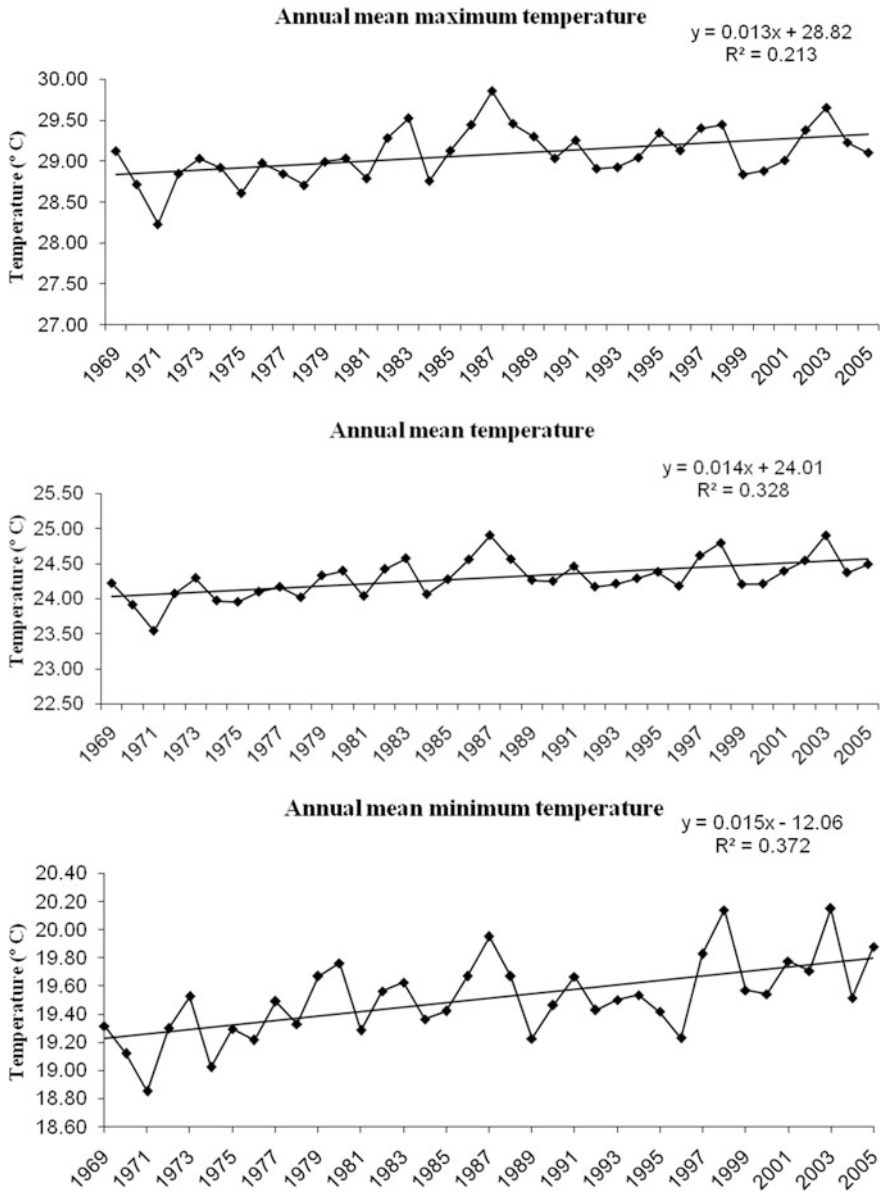 Annual mean maximum temperature
y = 0.013x + 28.82
R² = 0.213
30.00
29.50
29.00
28.50
28.00
27.50
27.00
Temperature (° C)
1969 1971 1973 1975 1977 1979 1981 1983 1985 1987 1989 1991 1993 1995 1997 1999 2001 2003 2005
Annual mean temperature
y = 0.014x + 24.01
R² = 0.328
25.50
25.00
24.50
24.00
23.50
23.00
22.50
Temperature (° C)
1969 1971 1973 1975 1977 1979 1981 1983 1985 1987 1989 1991 1993 1995 1997 1999 2001 2003 2005
Annual mean minimum temperature
y = 0.015x - 12.06
R² = 0.372
20.40
20.20
20.00
19.80
19.60
19.40
19.20
19.00
18.80
18.60
Temperature (° C)
1969 1971 1973 1975 1977 1979 1981 1983 1985 1987 1989 1991 1993 1995 1997 1999 2001 2003 2005